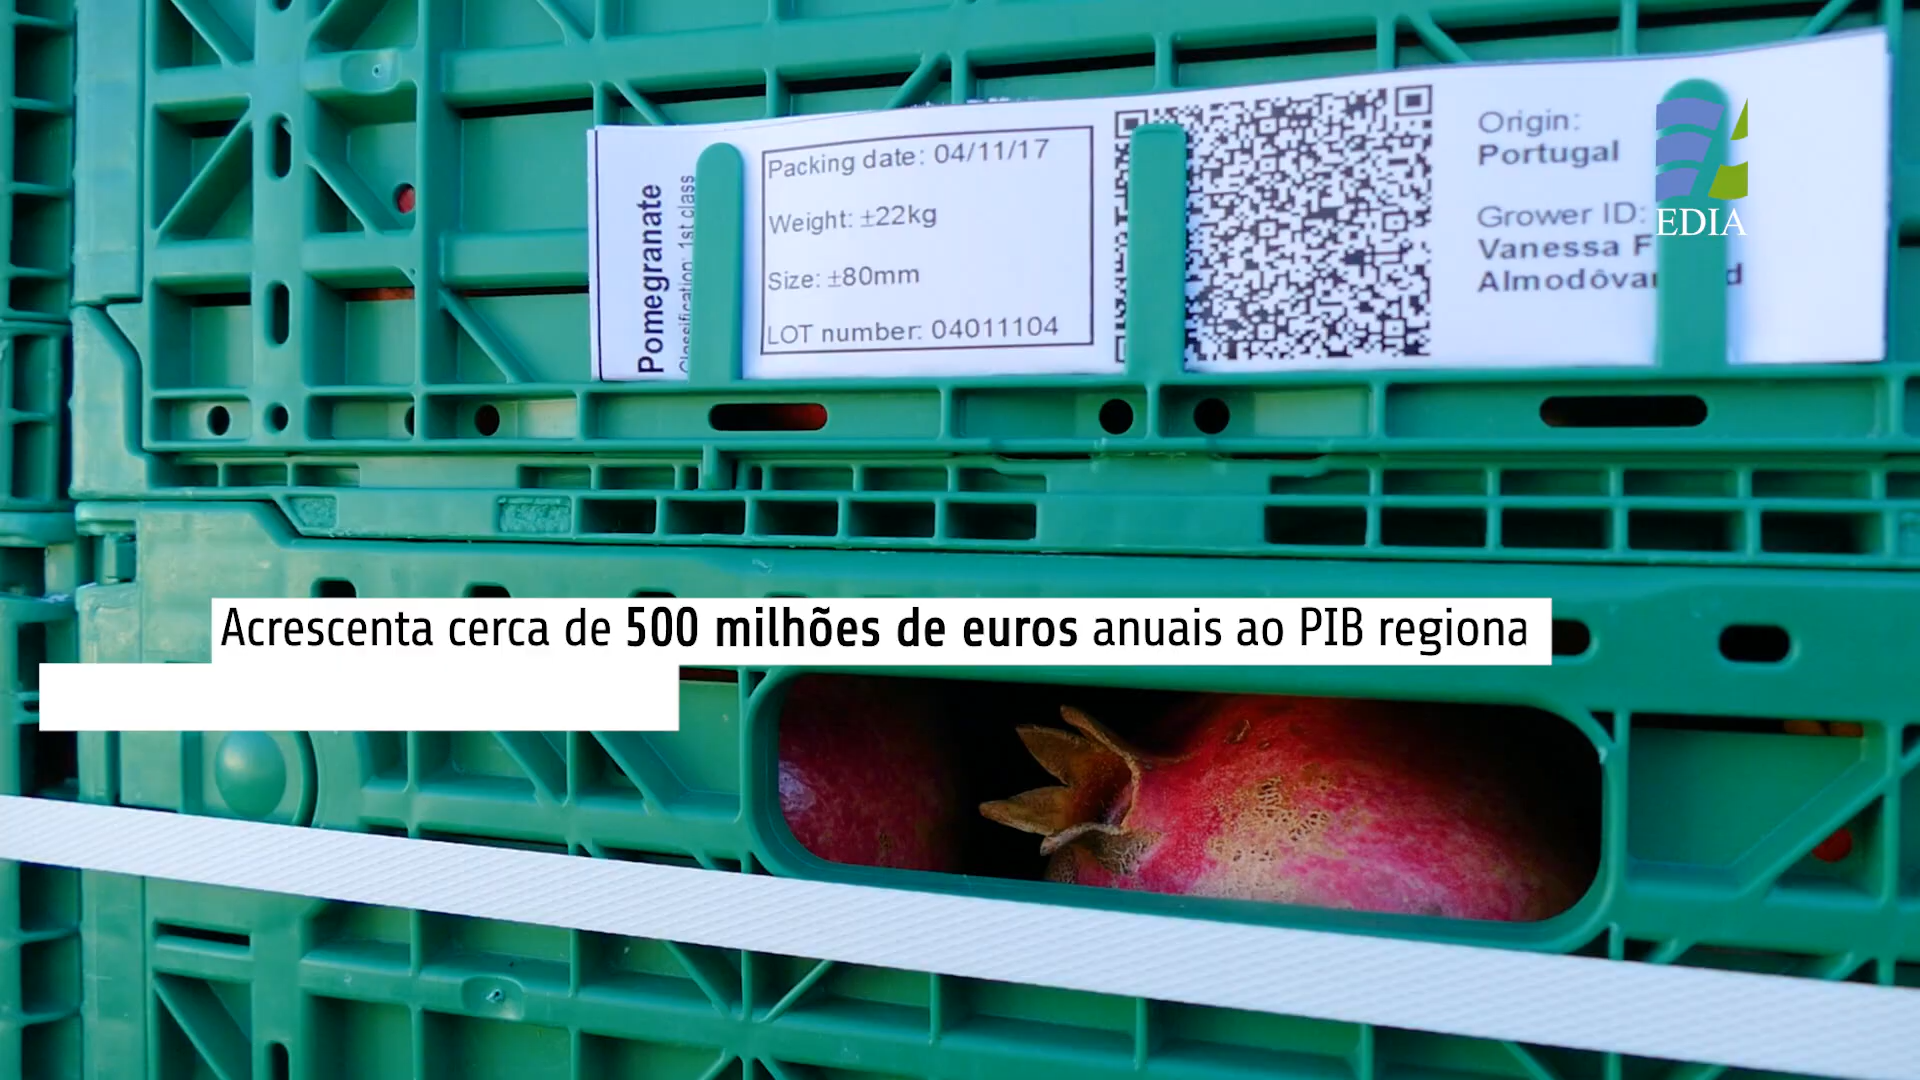 Pomegranate
Classification: 1st class
Packing date: 04/11/17
Weight: ±22kg
Size: ±80mm
LOT number: 04011104
Origin:
Portugal
Grower ID:
Vanessa F
EDIA
Acrescenta cerca de 500 milhões de euros anuais ao PIB regiona